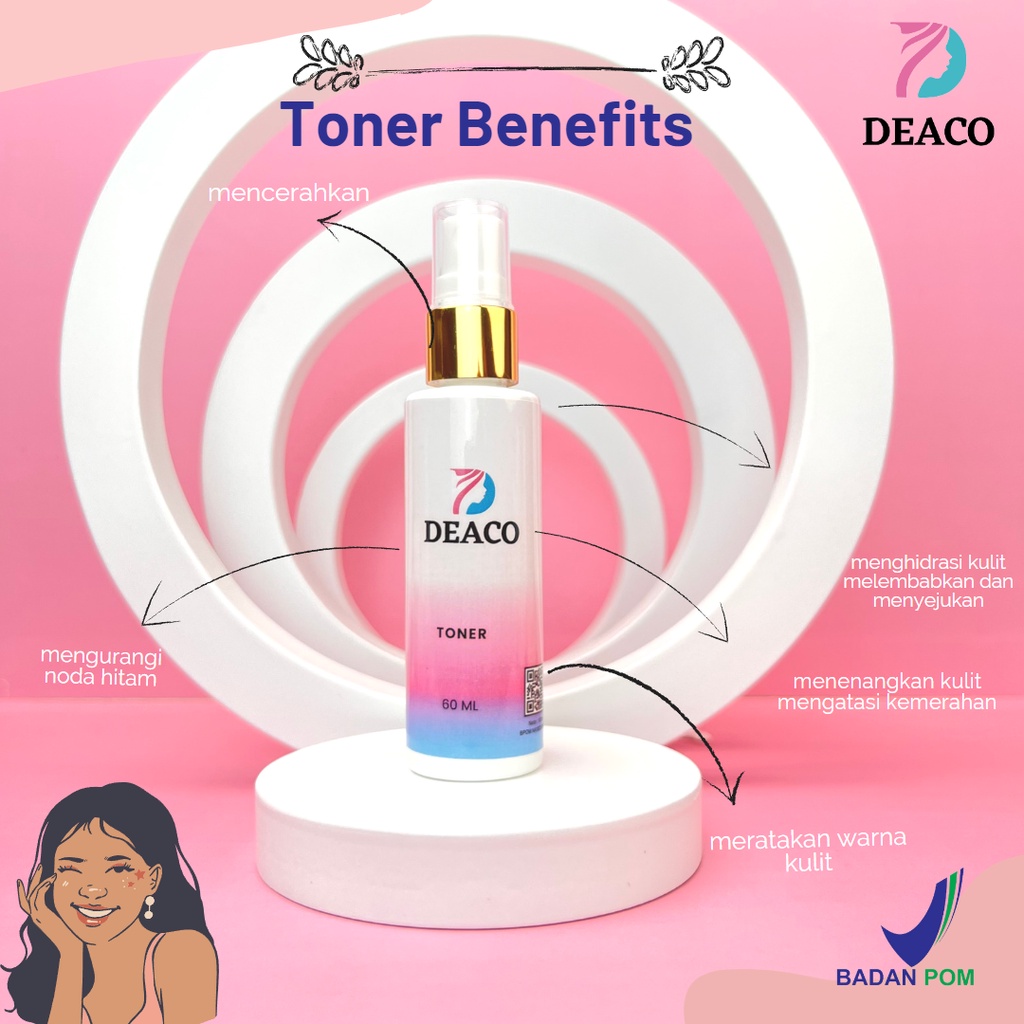 Toner Benefits
DEACO
mencerahkan
DEACO
TONER
60 ML
menghidrasi kulit
melembabkan dan
menyejukan
mengurangi
noda hitam
menenangkan kulit
mengatasi kemerahan
meratakan warna
kulit
BADAN POM